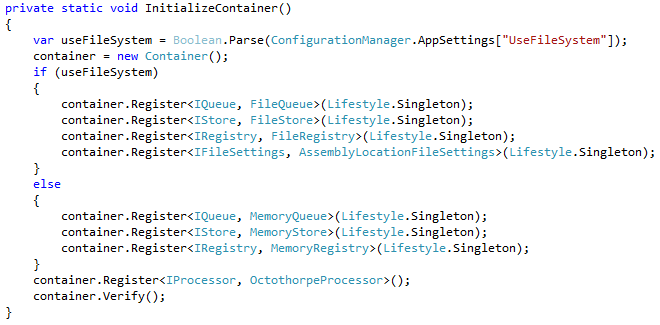 private static void InitializeContainer()
{
    var useFileSystem = Boolean.Parse(ConfigurationManager.AppSettings["UseFileSystem"]);
    container = new Container();
    if (useFileSystem)
    {
        container.Register<IQueue, FileQueue>(Lifestyle.Singleton);
        container.Register<IStore, FileStore>(Lifestyle.Singleton);
        container.Register<IRegistry, FileRegistry>(Lifestyle.Singleton);
        container.Register<IFileSettings, AssemblyLocationFileSettings>(Lifestyle.Singleton);
    }
    else
    {
        container.Register<IQueue, MemoryQueue>(Lifestyle.Singleton);
        container.Register<IStore, MemoryStore>(Lifestyle.Singleton);
        container.Register<IRegistry, MemoryRegistry>(Lifestyle.Singleton);
    }
    container.Register<IProcessor, OctothorpeProcessor>();
    container.Verify();
}